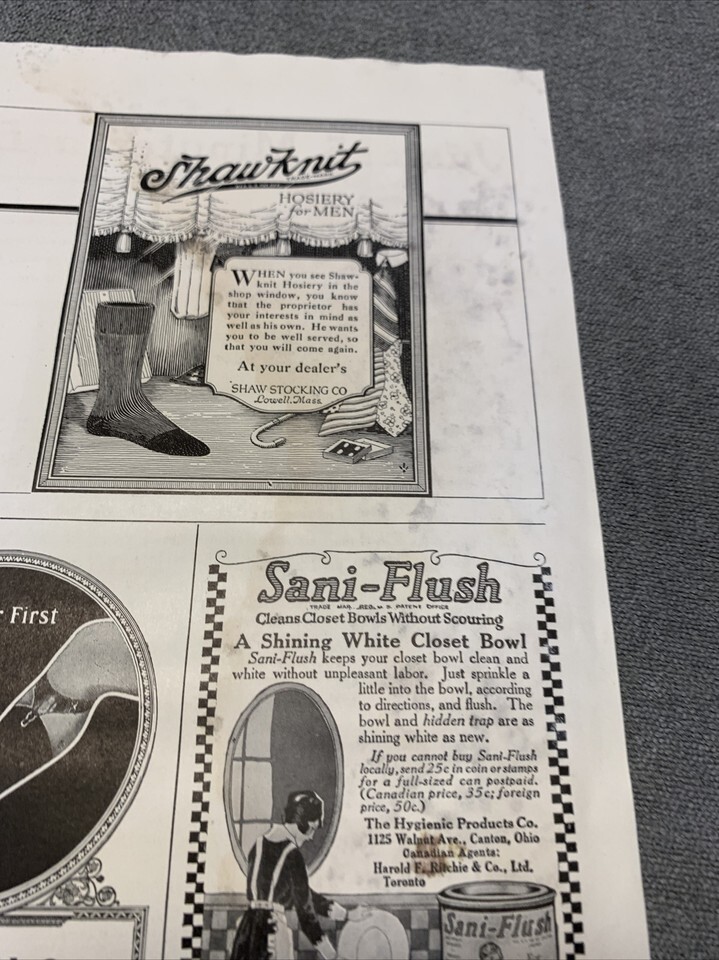 Shawknit
TRADE-MARK
HOSIERY
for MEN
WHEN you see Shaw-
knit Hosiery in the
shop window, you know
that the proprietor has
your interests in mind as
well as his own. He wants
you to be well served, so
that you will come again.
At your dealer's
SHAW STOCKING CO
Lowell, Mass.
First
Sani-Flush
TRADE MARK REG. U.S. PATENT OFFICE
Cleans Closet Bowls Without Scouring
A Shining White Closet Bowl
Sani-Flush keeps your closet bowl clean and
white without unpleasant labor. Just sprinkle a
little into the bowl, according
to directions, and flush. The
bowl and hidden trap are as
shining white as new.
If you cannot buy Sani-Flush
locally, send 25c in coin or stamps
for a full-sized can postpaid.
(Canadian price, 35c; foreign
price, 50c.)
The Hygienic Products Co.
1125 Walnut Ave., Canton, Ohio
Canadian Agents:
Harold F. Ritchie & Co., Ltd.
Toronto
Sani-Flush